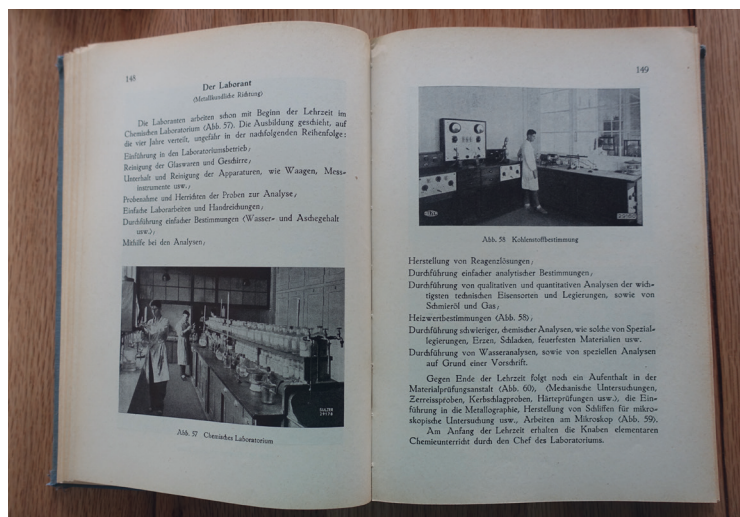 148
Der Laborant
(Metallkundliche Richtung)
Die Laboranten arbeiten schon mit Beginn der Lehrzeit im
Chemischen Laboratorium (Abb. 57). Die Ausbildung geschieht, auf
die vier Jahre verteilt, ungefähr in der nachfolgenden Reihenfolge:
Einführung in den Laboratoriumsbetrieb;
Reinigung der Glaswaren und Geschirre;
Unterhalt und Reinigung der Apparaturen, wie Waagen, Mess-
instrumente usw.;
Probenahme und Herrichten der Proben zur Analyse;
Einfache Laborarbeiten und Handreichungen;
Durchführung einfacher Bestimmungen (Wasser- und Aschegehalt
usw.);
Mithilfe bei den Analysen;
SULZER
Abb. 57 Chemisches Laboratorium
149
SULZER
Abb. 58 Kohlenstoffbestimmung
Herstellung von Reagenzlösungen;
Durchführung einfacher analytischer Bestimmungen;
Durchführung von qualitativen und quantitativen Analysen der wich-
tigsten technischen Eisensorten und Legierungen, sowie von
Schmieröl und Gas;
Heizwertbestimmungen (Abb. 58);
Durchführung schwieriger, chemischer Analysen, wie solche von Spezial-
legierungen, Erzen, Schlacken, feuerfesten Materialien usw.
Durchführung von Wasseranalysen, sowie von speziellen Analysen
auf Grund einer Vorschrift.
Gegen Ende der Lehrzeit folgt noch ein Aufenthalt in der
Materialprüfungsanstalt (Abb. 60), (Mechanische Untersuchungen,
Zerreissproben, Kerbschlagproben, Härteprüfungen usw.), die Ein-
führung in die Metallographie, Herstellung von Schliffen für mikro-
skopische Untersuchung usw., Arbeiten am Mikroskop (Abb. 59).
Am Anfang der Lehrzeit erhalten die Knaben elementaren
Chemieunterricht durch den Chef des Laboratoriums.